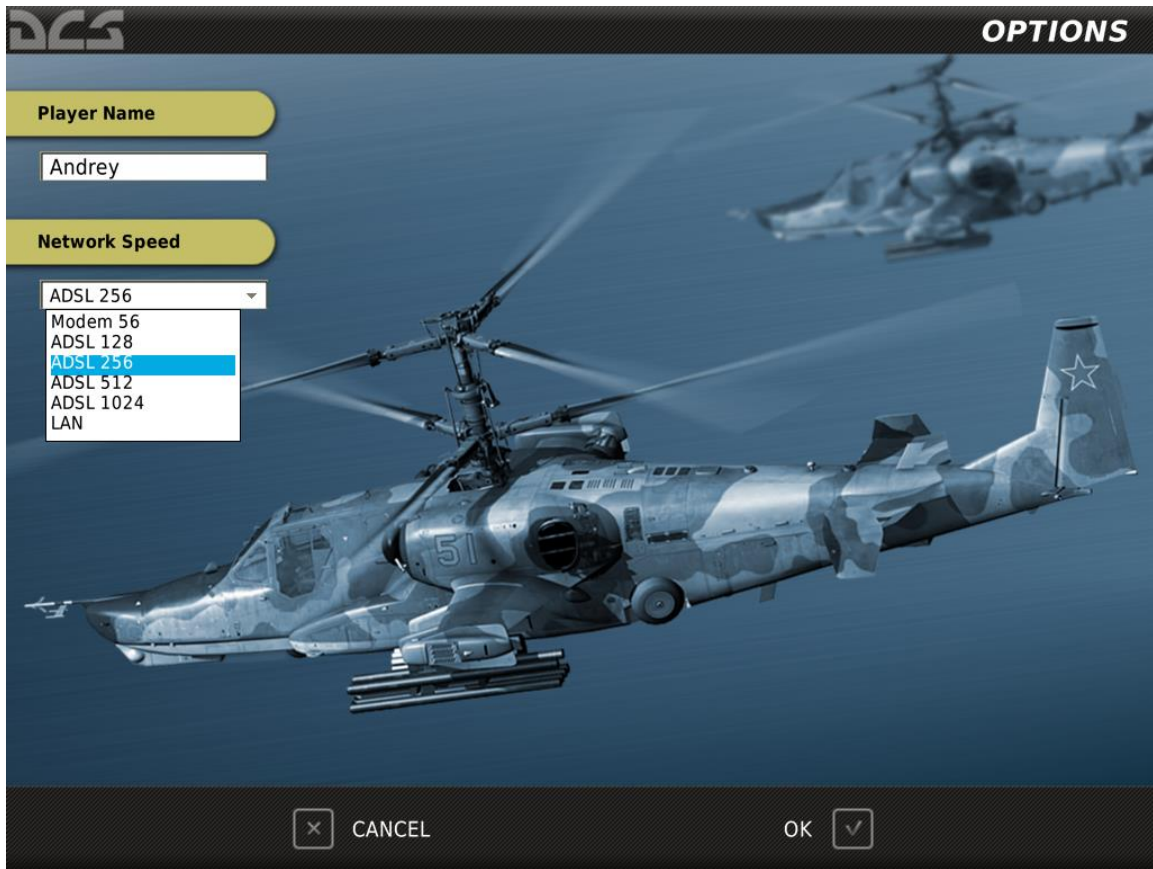 DCS
OPTIONS
Player Name
Andrey
Network Speed
ADSL 256
Modem 56
ADSL 128
ADSL 256
ADSL 512
ADSL 1024
LAN
51
CANCEL
OK